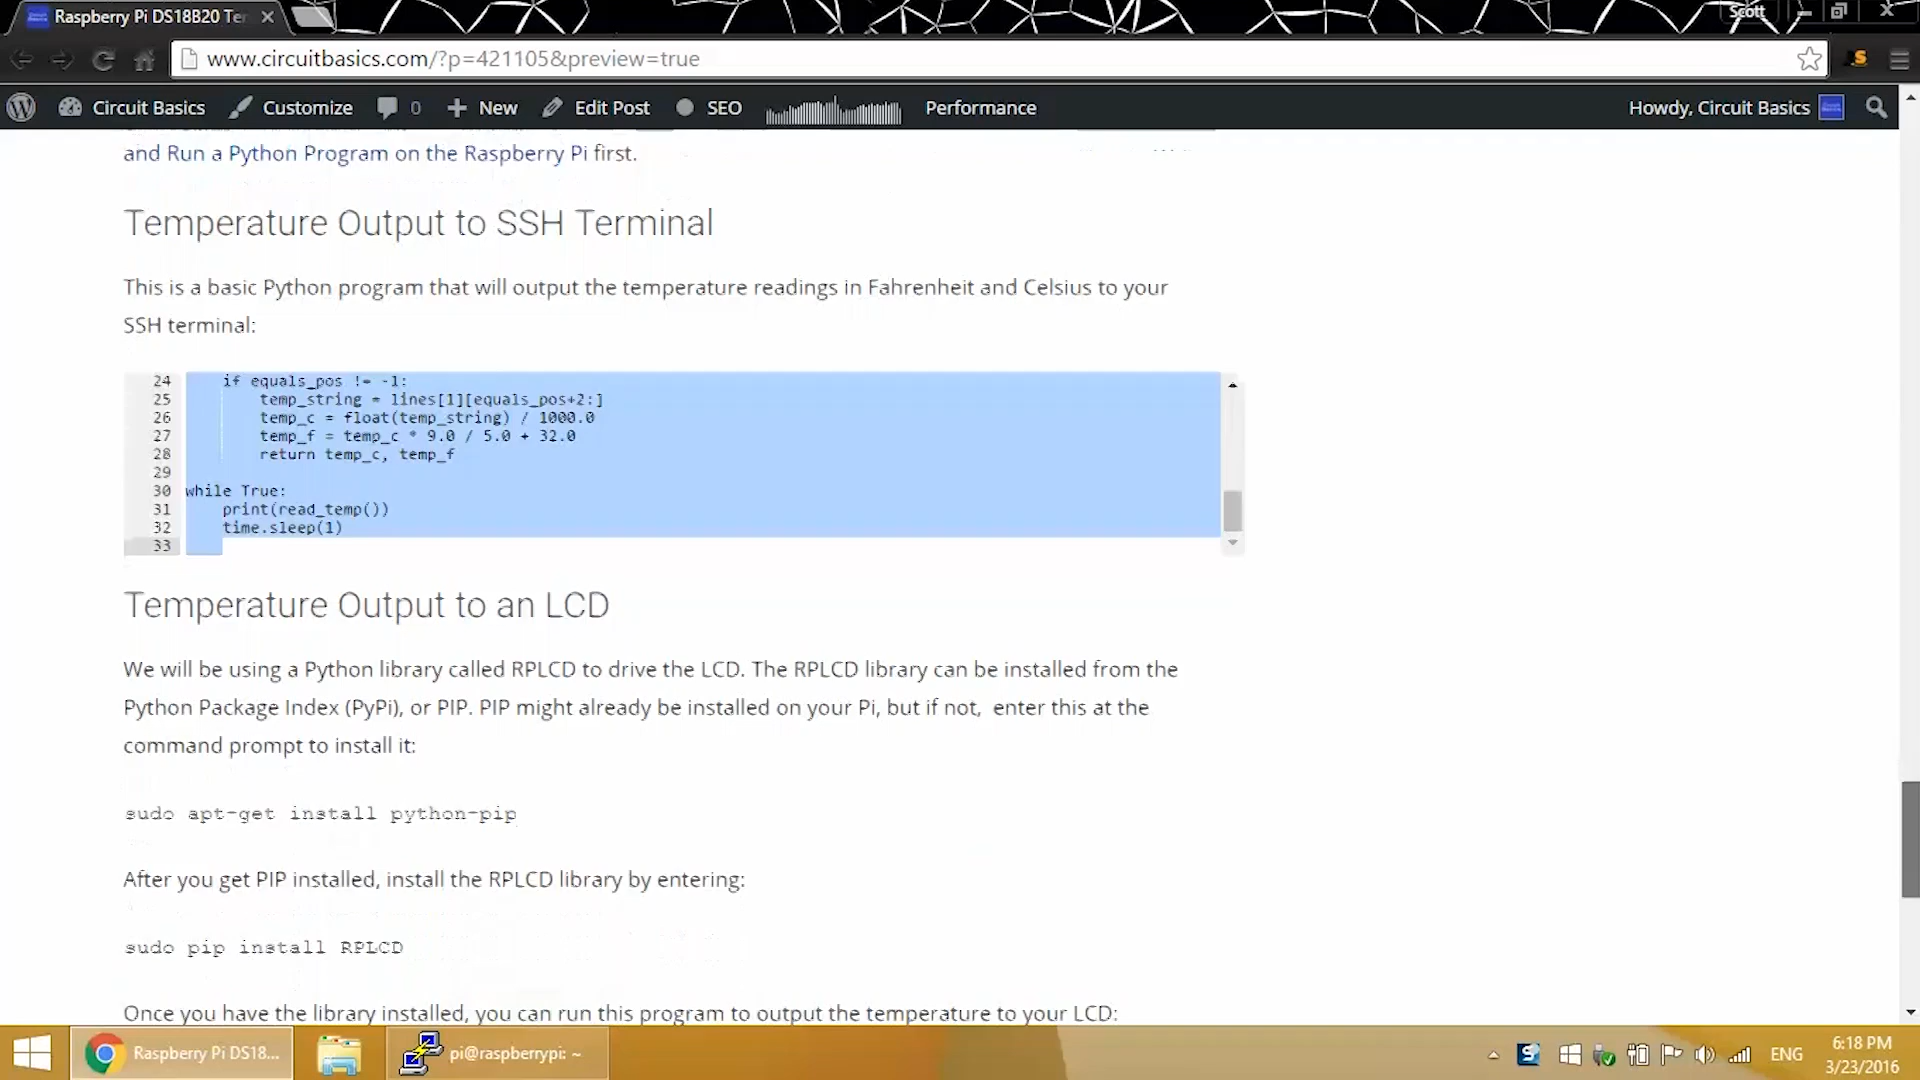 Raspberry Pi DS18B20 Ter
Scott
www.circuitbasics.com/?p=421105&preview=true
Circuit Basics Customize 0 New Edit Post SEO Performance Howdy, Circuit Basics
and Run a Python Program on the Raspberry Pi first.
Temperature Output to SSH Terminal
This is a basic Python program that will output the temperature readings in Fahrenheit and Celsius to your
SSH terminal:
24 if equals_pos != -1:
25 temp_string = lines[1][equals_pos+2:]
26 temp_c = float(temp_string) / 1000.0
27 temp_f = temp_c * 9.0 / 5.0 + 32.0
28 return temp_c, temp_f
29
30 while True:
31 print(read_temp())
32 time.sleep(1)
33
Temperature Output to an LCD
We will be using a Python library called RPLCD to drive the LCD. The RPLCD library can be installed from the
Python Package Index (PyPi), or PIP. PIP might already be installed on your Pi, but if not, enter this at the
command prompt to install it:
sudo apt-get install python-pip
After you get PIP installed, install the RPLCD library by entering:
sudo pip install RPLCD
Once you have the library installed, you can run this program to output the temperature to your LCD:
Raspberry Pi DS18... pi@raspberrypi: ~ ENG 6:18 PM
3/23/2016